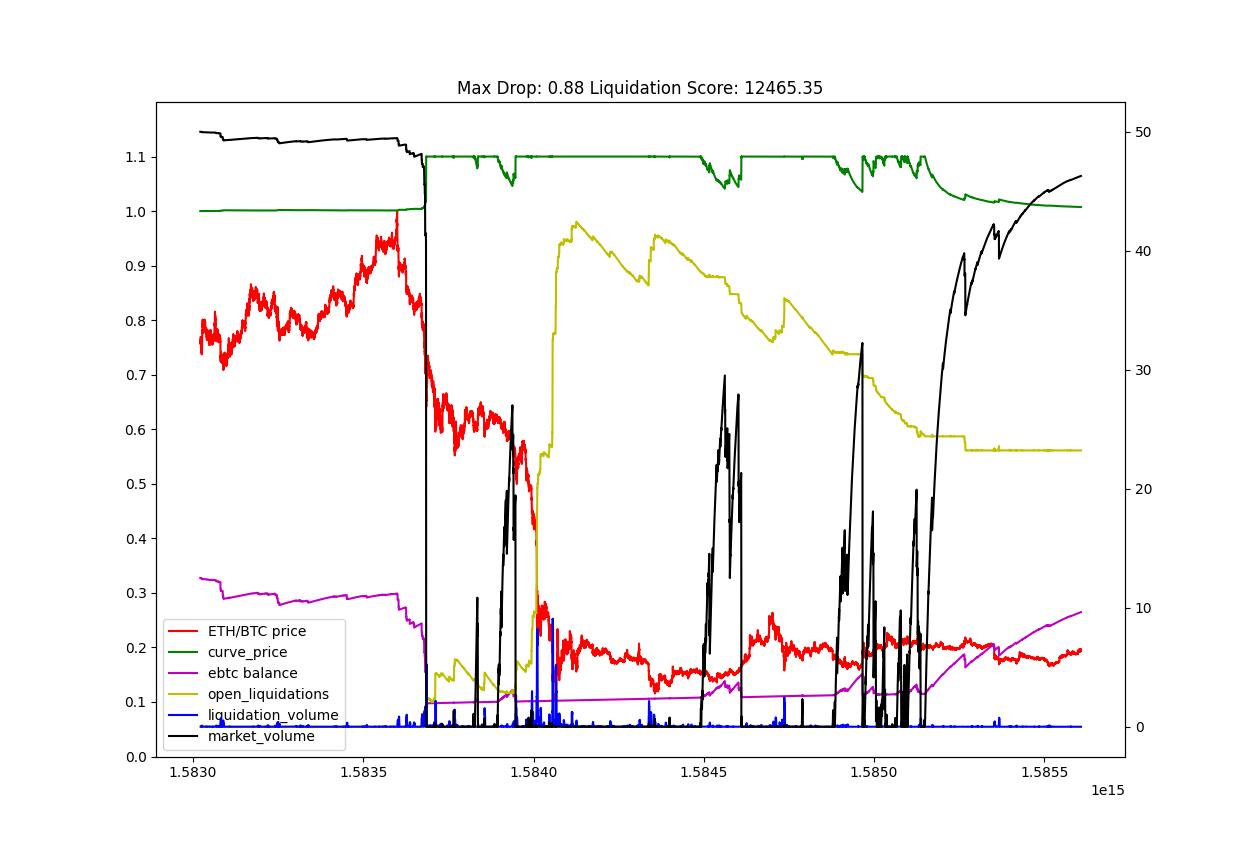 Max Drop: 0.88 Liquidation Score: 12465.35
1.1
1.0
0.9
0.8
0.7
0.6
0.5
0.4
0.3
0.2
0.1
0.0
50
40
30
20
10
0
ETH/BTC price
curve_price
ebtc balance
open_liquidations
liquidation_volume
market_volume
1.5830 1.5835 1.5840 1.5845 1.5850 1.5855
1e15